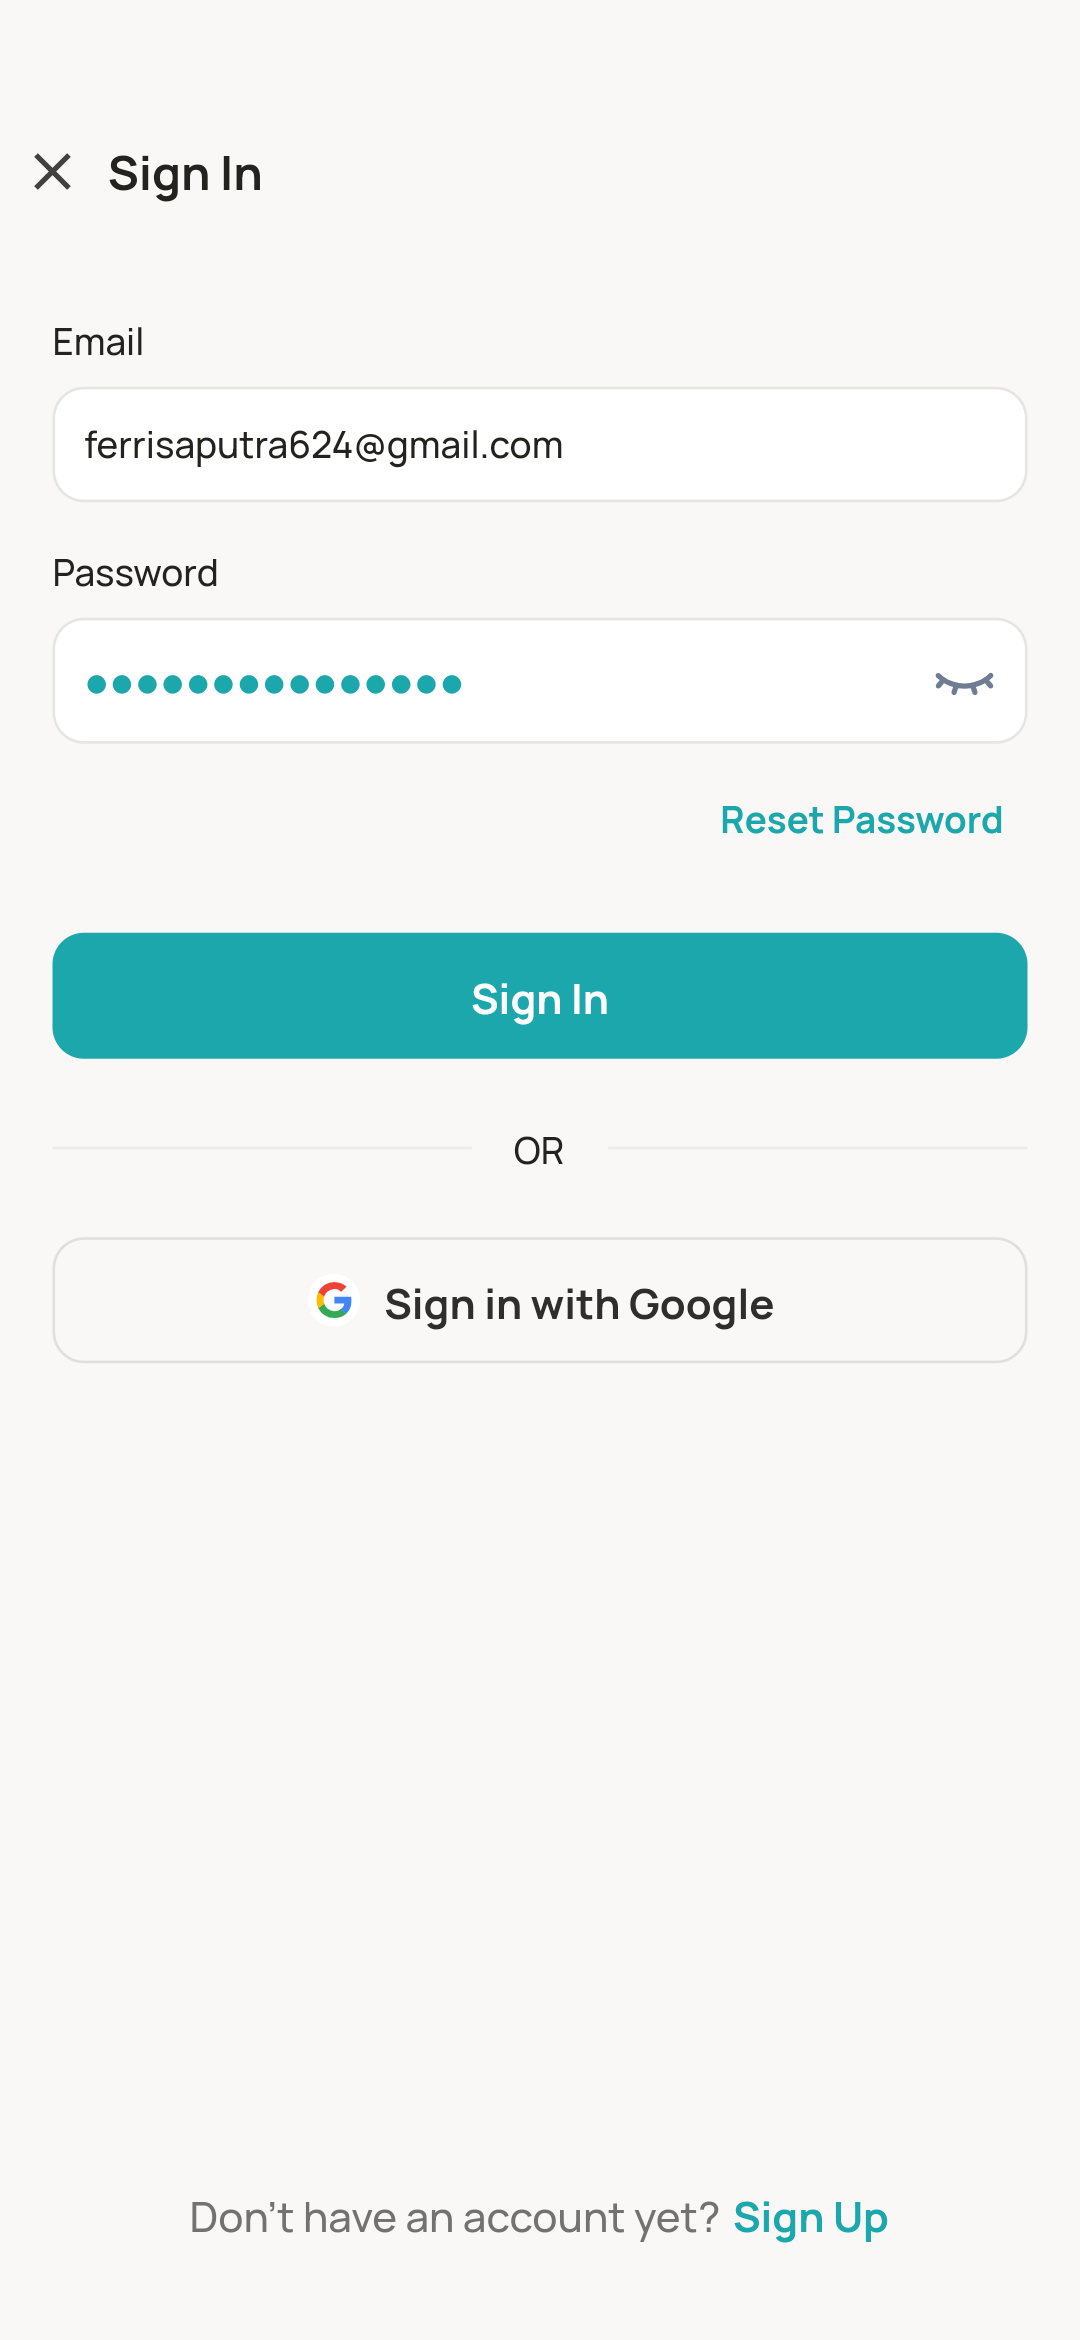 Sign In
Email
ferrisaputra624@gmail.com
Password
Reset Password
Sign In
OR
Sign in with Google
Don't have an account yet? Sign Up